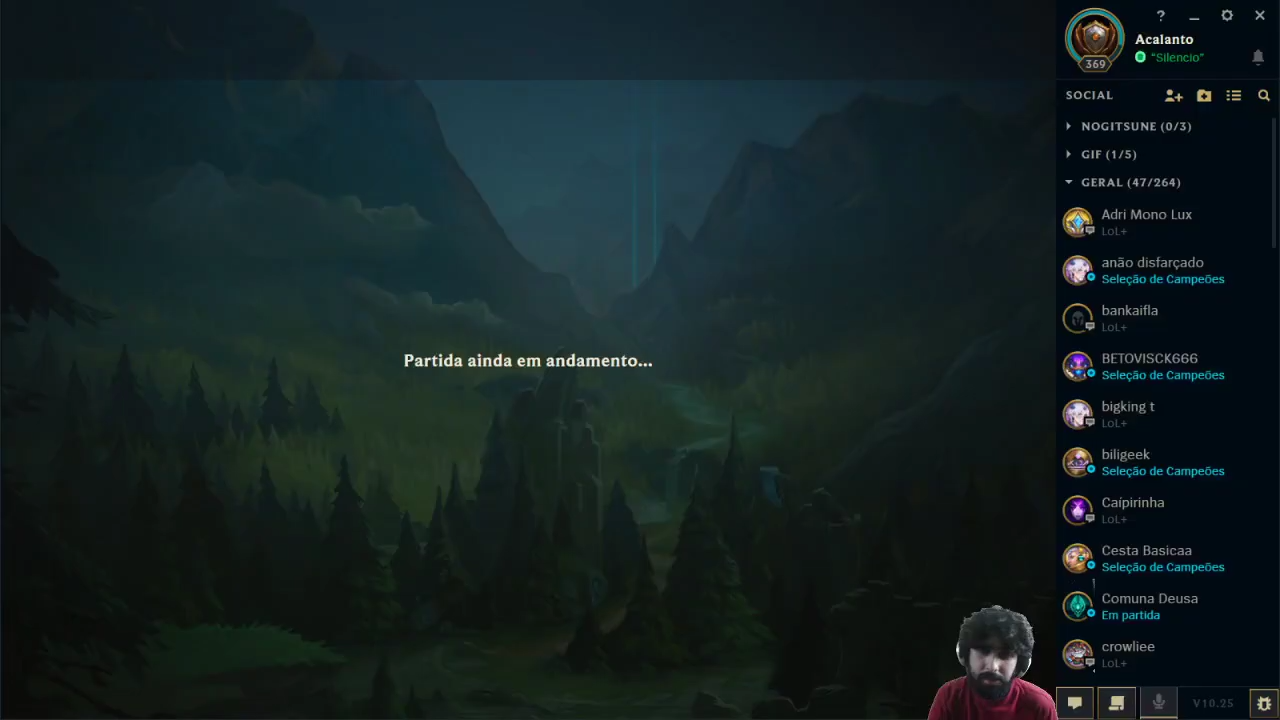 ?
Acalanto
"Silencio"
369
SOCIAL
NOGITSUNE (0/3)
GIF (1/5)
GERAL (47/264)
Adri Mono Lux
LoL+
anão disfarçado
Seleção de Campeões
bankaifla
LoL+
Partida ainda em andamento...
BETOVISCK666
Seleção de Campeões
bigking t
LoL+
biligeek
Seleção de Campeões
Caípirinha
LoL+
Cesta Basicaa
Seleção de Campeões
Comuna Deusa
Em partida
crowliee
LoL+
V10.25